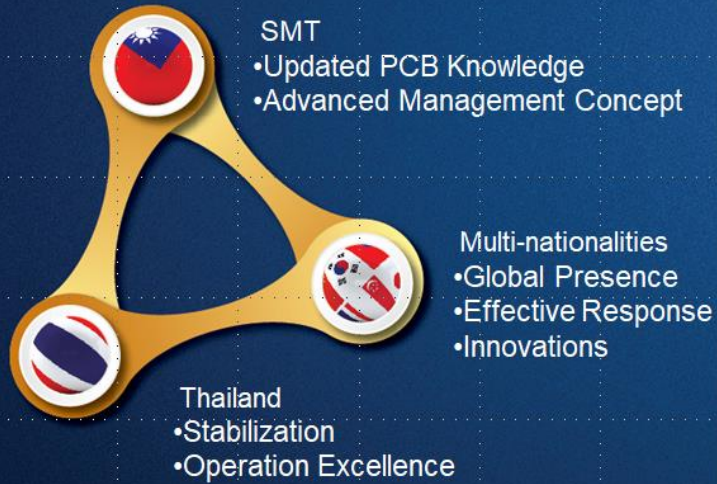 SMT
•Updated PCB Knowledge
•Advanced Management Concept
Multi-nationalities
•Global Presence
•Effective Response
•Innovations
Thailand
•Stabilization
•Operation Excellence